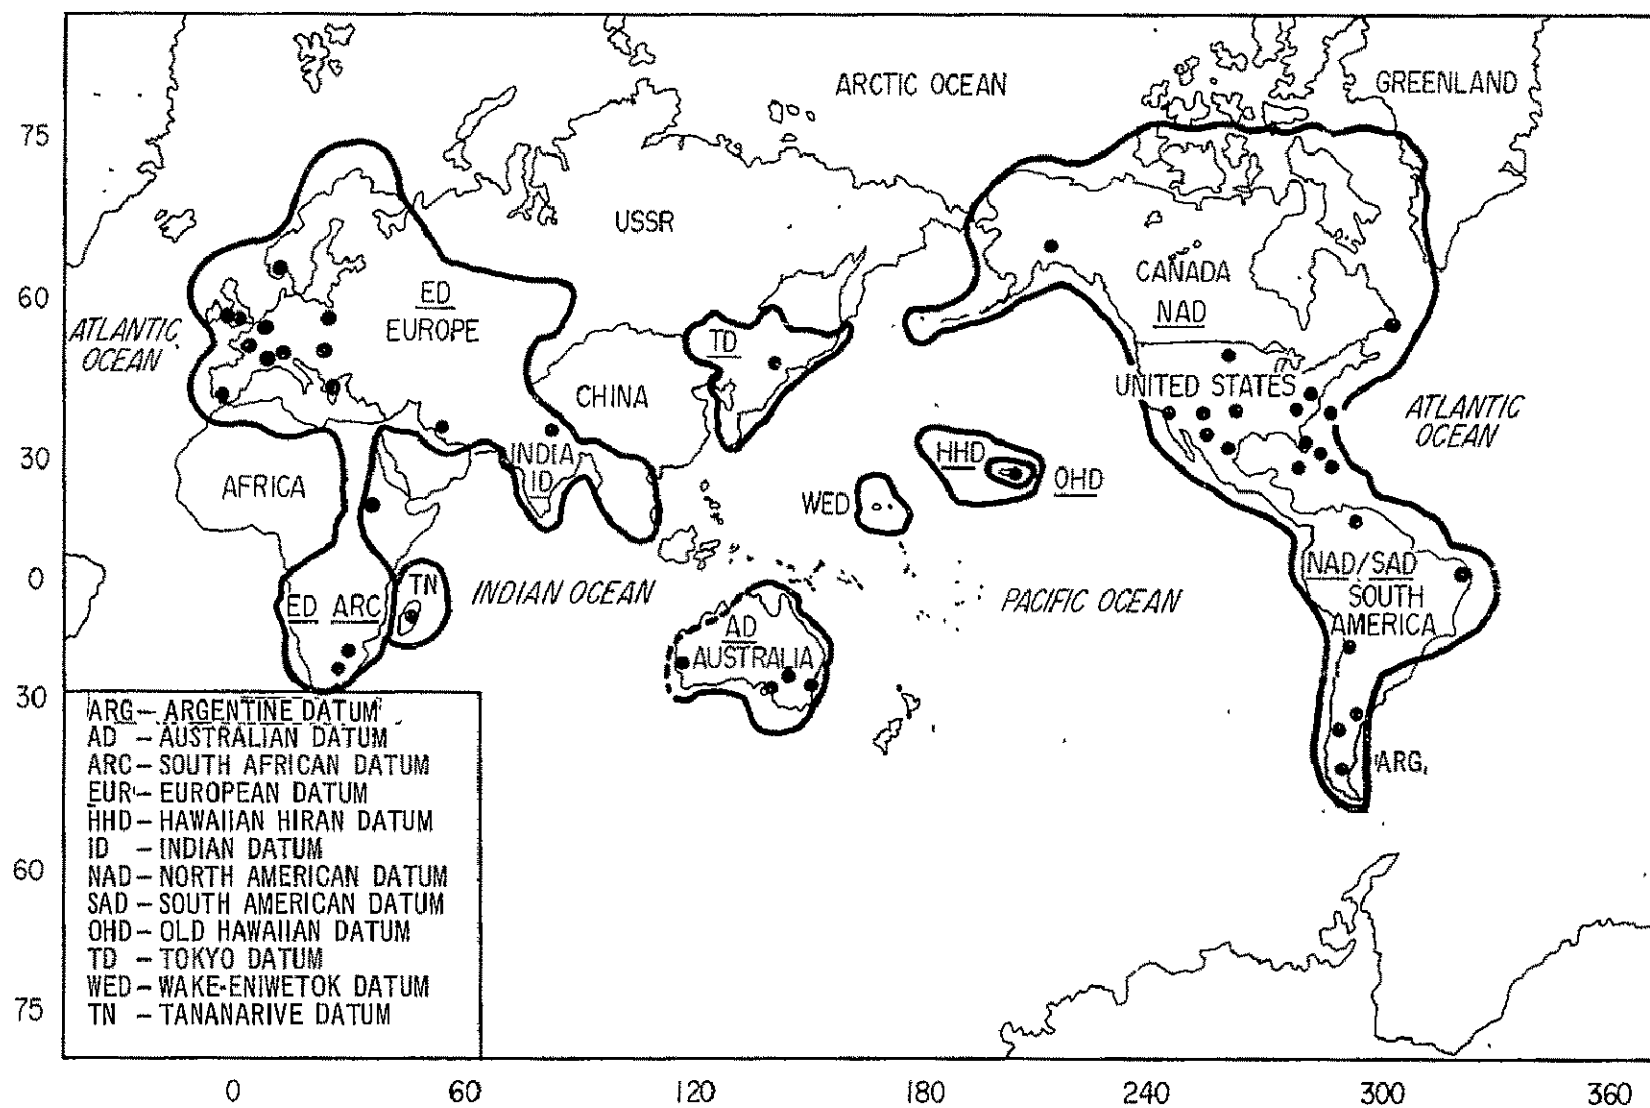 ARCTIC OCEAN
GREENLAND
75
USSR
60
ED
EUROPE
CANADA
NAD
ATLANTIC
OCEAN
TD
CHINA
UNITED STATES
ATLANTIC
OCEAN
30
INDIA
ID
AFRICA
HHD
OHD
WED
0
TN
INDIAN OCEAN
PACIFIC OCEAN
NAD/SAD
SOUTH
AMERICA
ED ARC
AD
AUSTRALIA
30
ARG
ARG – ARGENTINE DATUM
AD – AUSTRALIAN DATUM
ARC – SOUTH AFRICAN DATUM
EUR – EUROPEAN DATUM
HHD – HAWAIIAN HIRAN DATUM
ID – INDIAN DATUM
NAD – NORTH AMERICAN DATUM
SAD – SOUTH AMERICAN DATUM
OHD – OLD HAWAIIAN DATUM
TD – TOKYO DATUM
WED – WAKE-ENIWETOK DATUM
TN – TANANARIVE DATUM
60
75
0 60 120 180 240 300 360